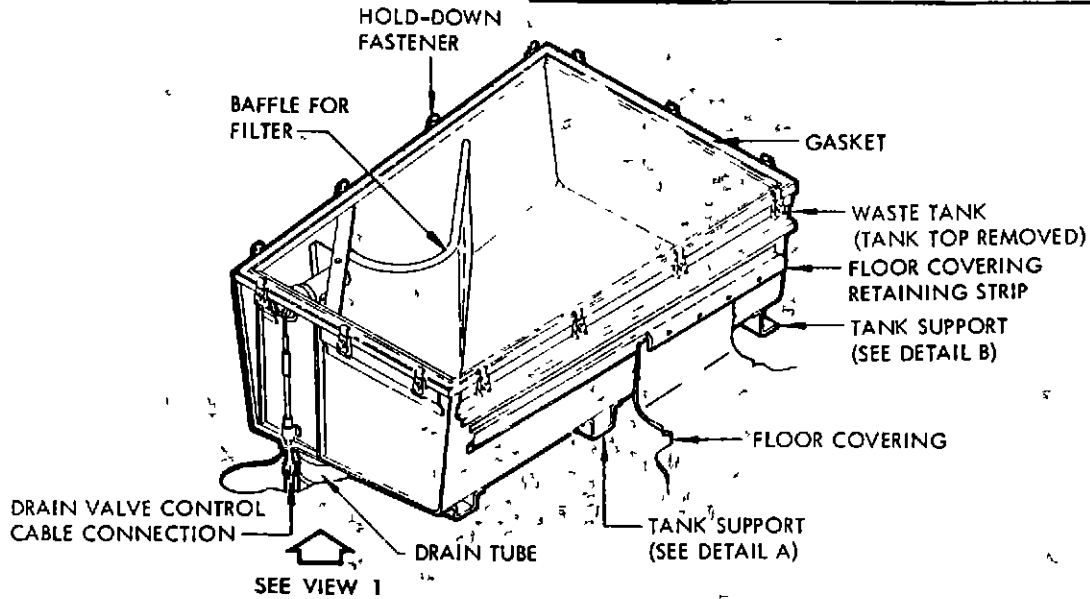 HOLD-DOWN
FASTENER
BAFFLE FOR
FILTER
GASKET
WASTE TANK
(TANK TOP REMOVED)
FLOOR COVERING
RETAINING STRIP
TANK SUPPORT
(SEE DETAIL B)
FLOOR COVERING
DRAIN VALVE CONTROL
CABLE CONNECTION
DRAIN TUBE
TANK SUPPORT
(SEE DETAIL A)
SEE VIEW 1